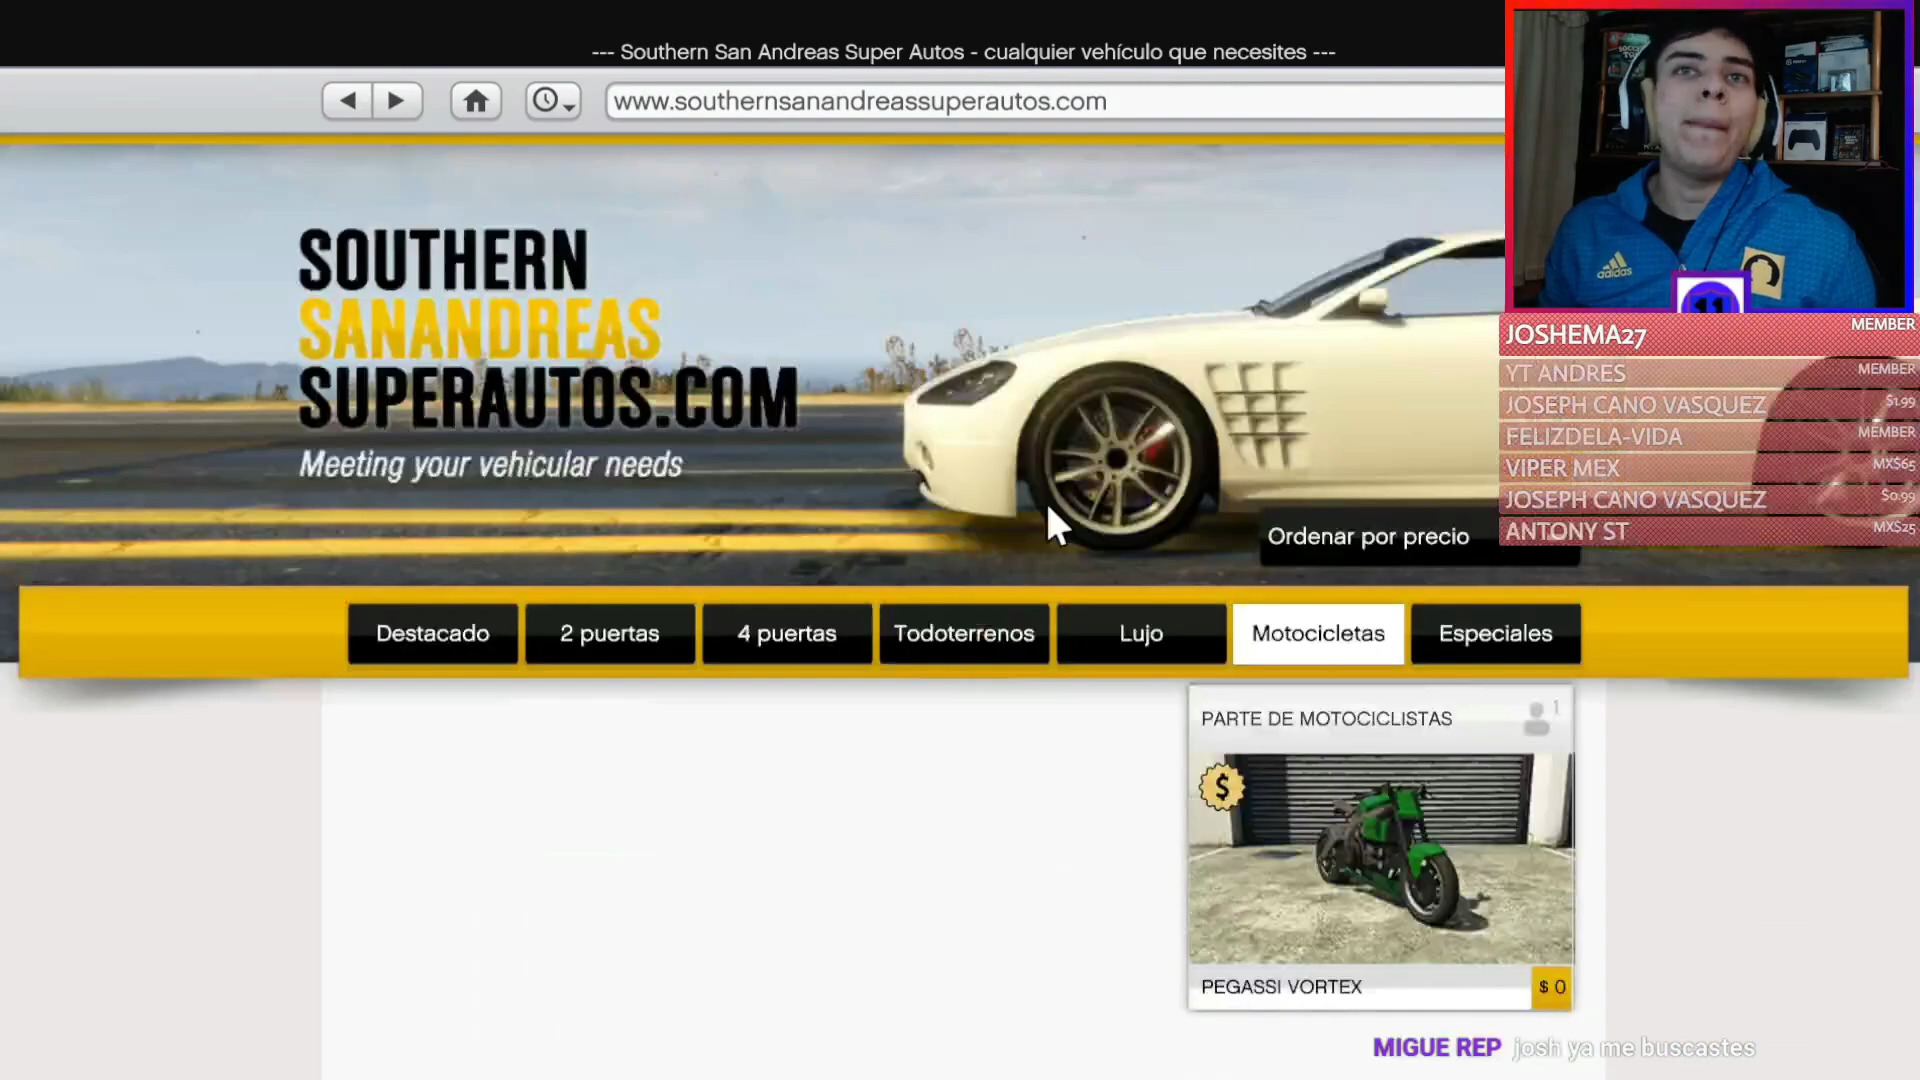 --- Southern San Andreas Super Autos - cualquier vehículo que necesites ---
www.southernsanandreassuperautos.com
SOUTHERN
SANANDREAS
SUPERAUTOS.COM
Meeting your vehicular needs
adidas
11
JOSHEMA27 MEMBER
YT ANDRES MEMBER
JOSEPH CANO VASQUEZ $1.99
FELIZDELA-VIDA MEMBER
VIPER MEX MX$65
JOSEPH CANO VASQUEZ $0.99
ANTONY ST MX$25
Ordenar por precio
Destacado 2 puertas 4 puertas Todoterrenos Lujo Motocicletas Especiales
PARTE DE MOTOCICLISTAS 1
$
PEGASSI VORTEX $ 0
MIGUE REP josh ya me buscastes